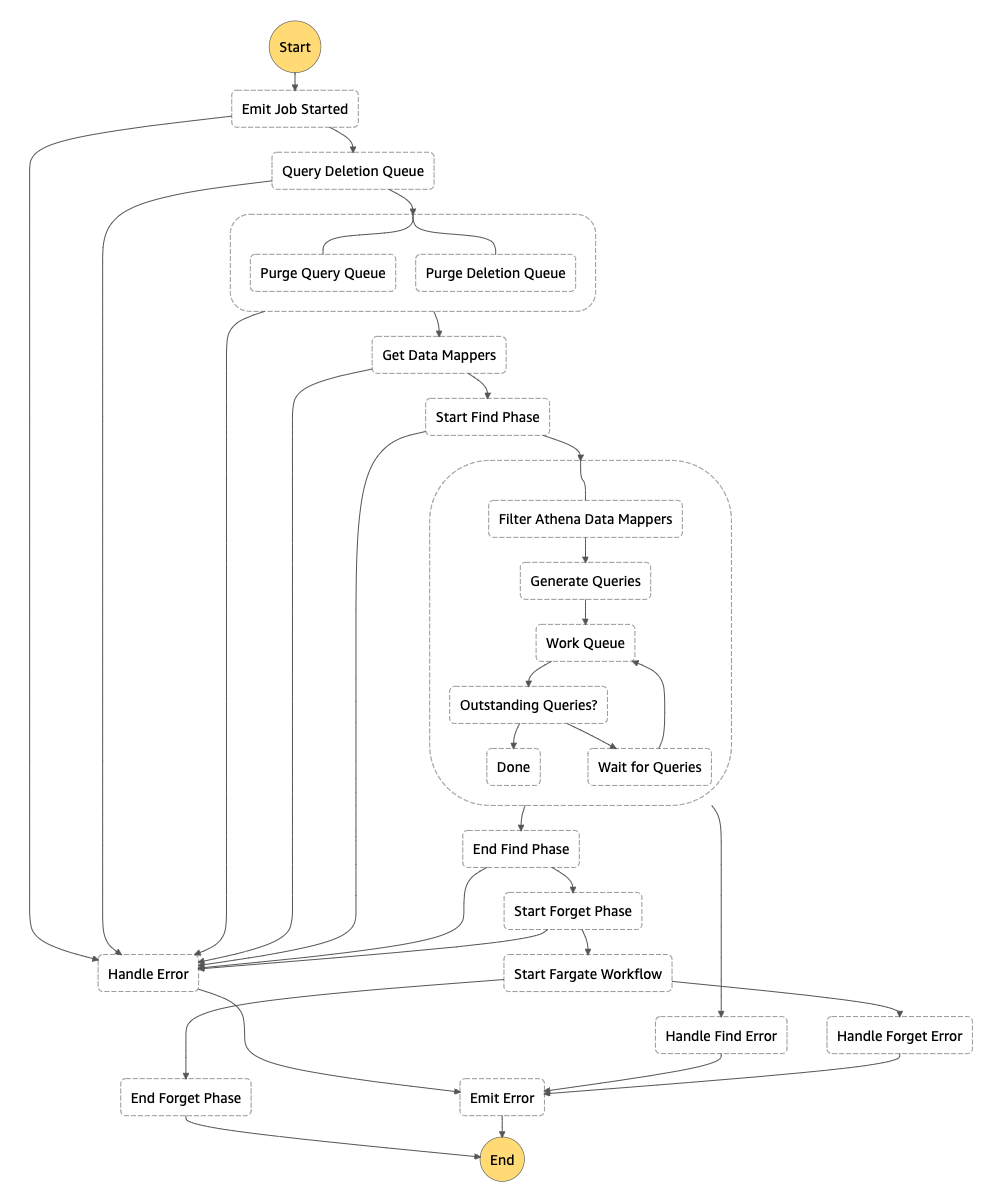 Start
Emit Job Started
Query Deletion Queue
Purge Query Queue
Purge Deletion Queue
Get Data Mappers
Start Find Phase
Filter Athena Data Mappers
Generate Queries
Work Queue
Outstanding Queries?
Done
Wait for Queries
End Find Phase
Start Forget Phase
Handle Error
Start Fargate Workflow
Handle Find Error
Handle Forget Error
End Forget Phase
Emit Error
End